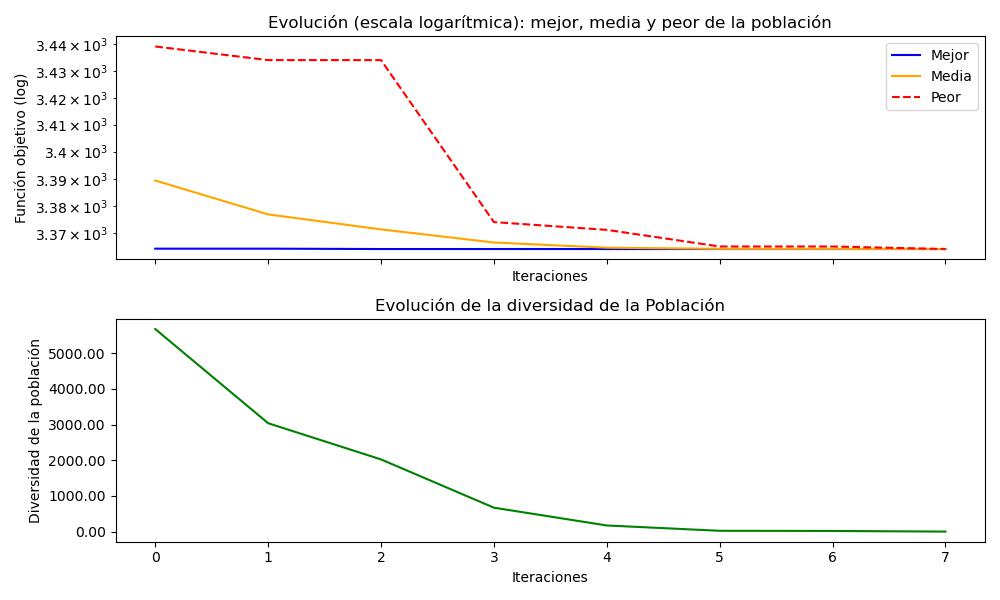 Evolución (escala logarítmica): mejor, media y peor de la población
3.44 × 10³
3.43 × 10³
3.42 × 10³
3.41 × 10³
3.4 × 10³
3.39 × 10³
3.38 × 10³
3.37 × 10³
Función objetivo (log)
Mejor
Media
Peor
Iteraciones
Evolución de la diversidad de la Población
5000.00
4000.00
3000.00
2000.00
1000.00
0.00
Diversidad de la población
0 1 2 3 4 5 6 7
Iteraciones